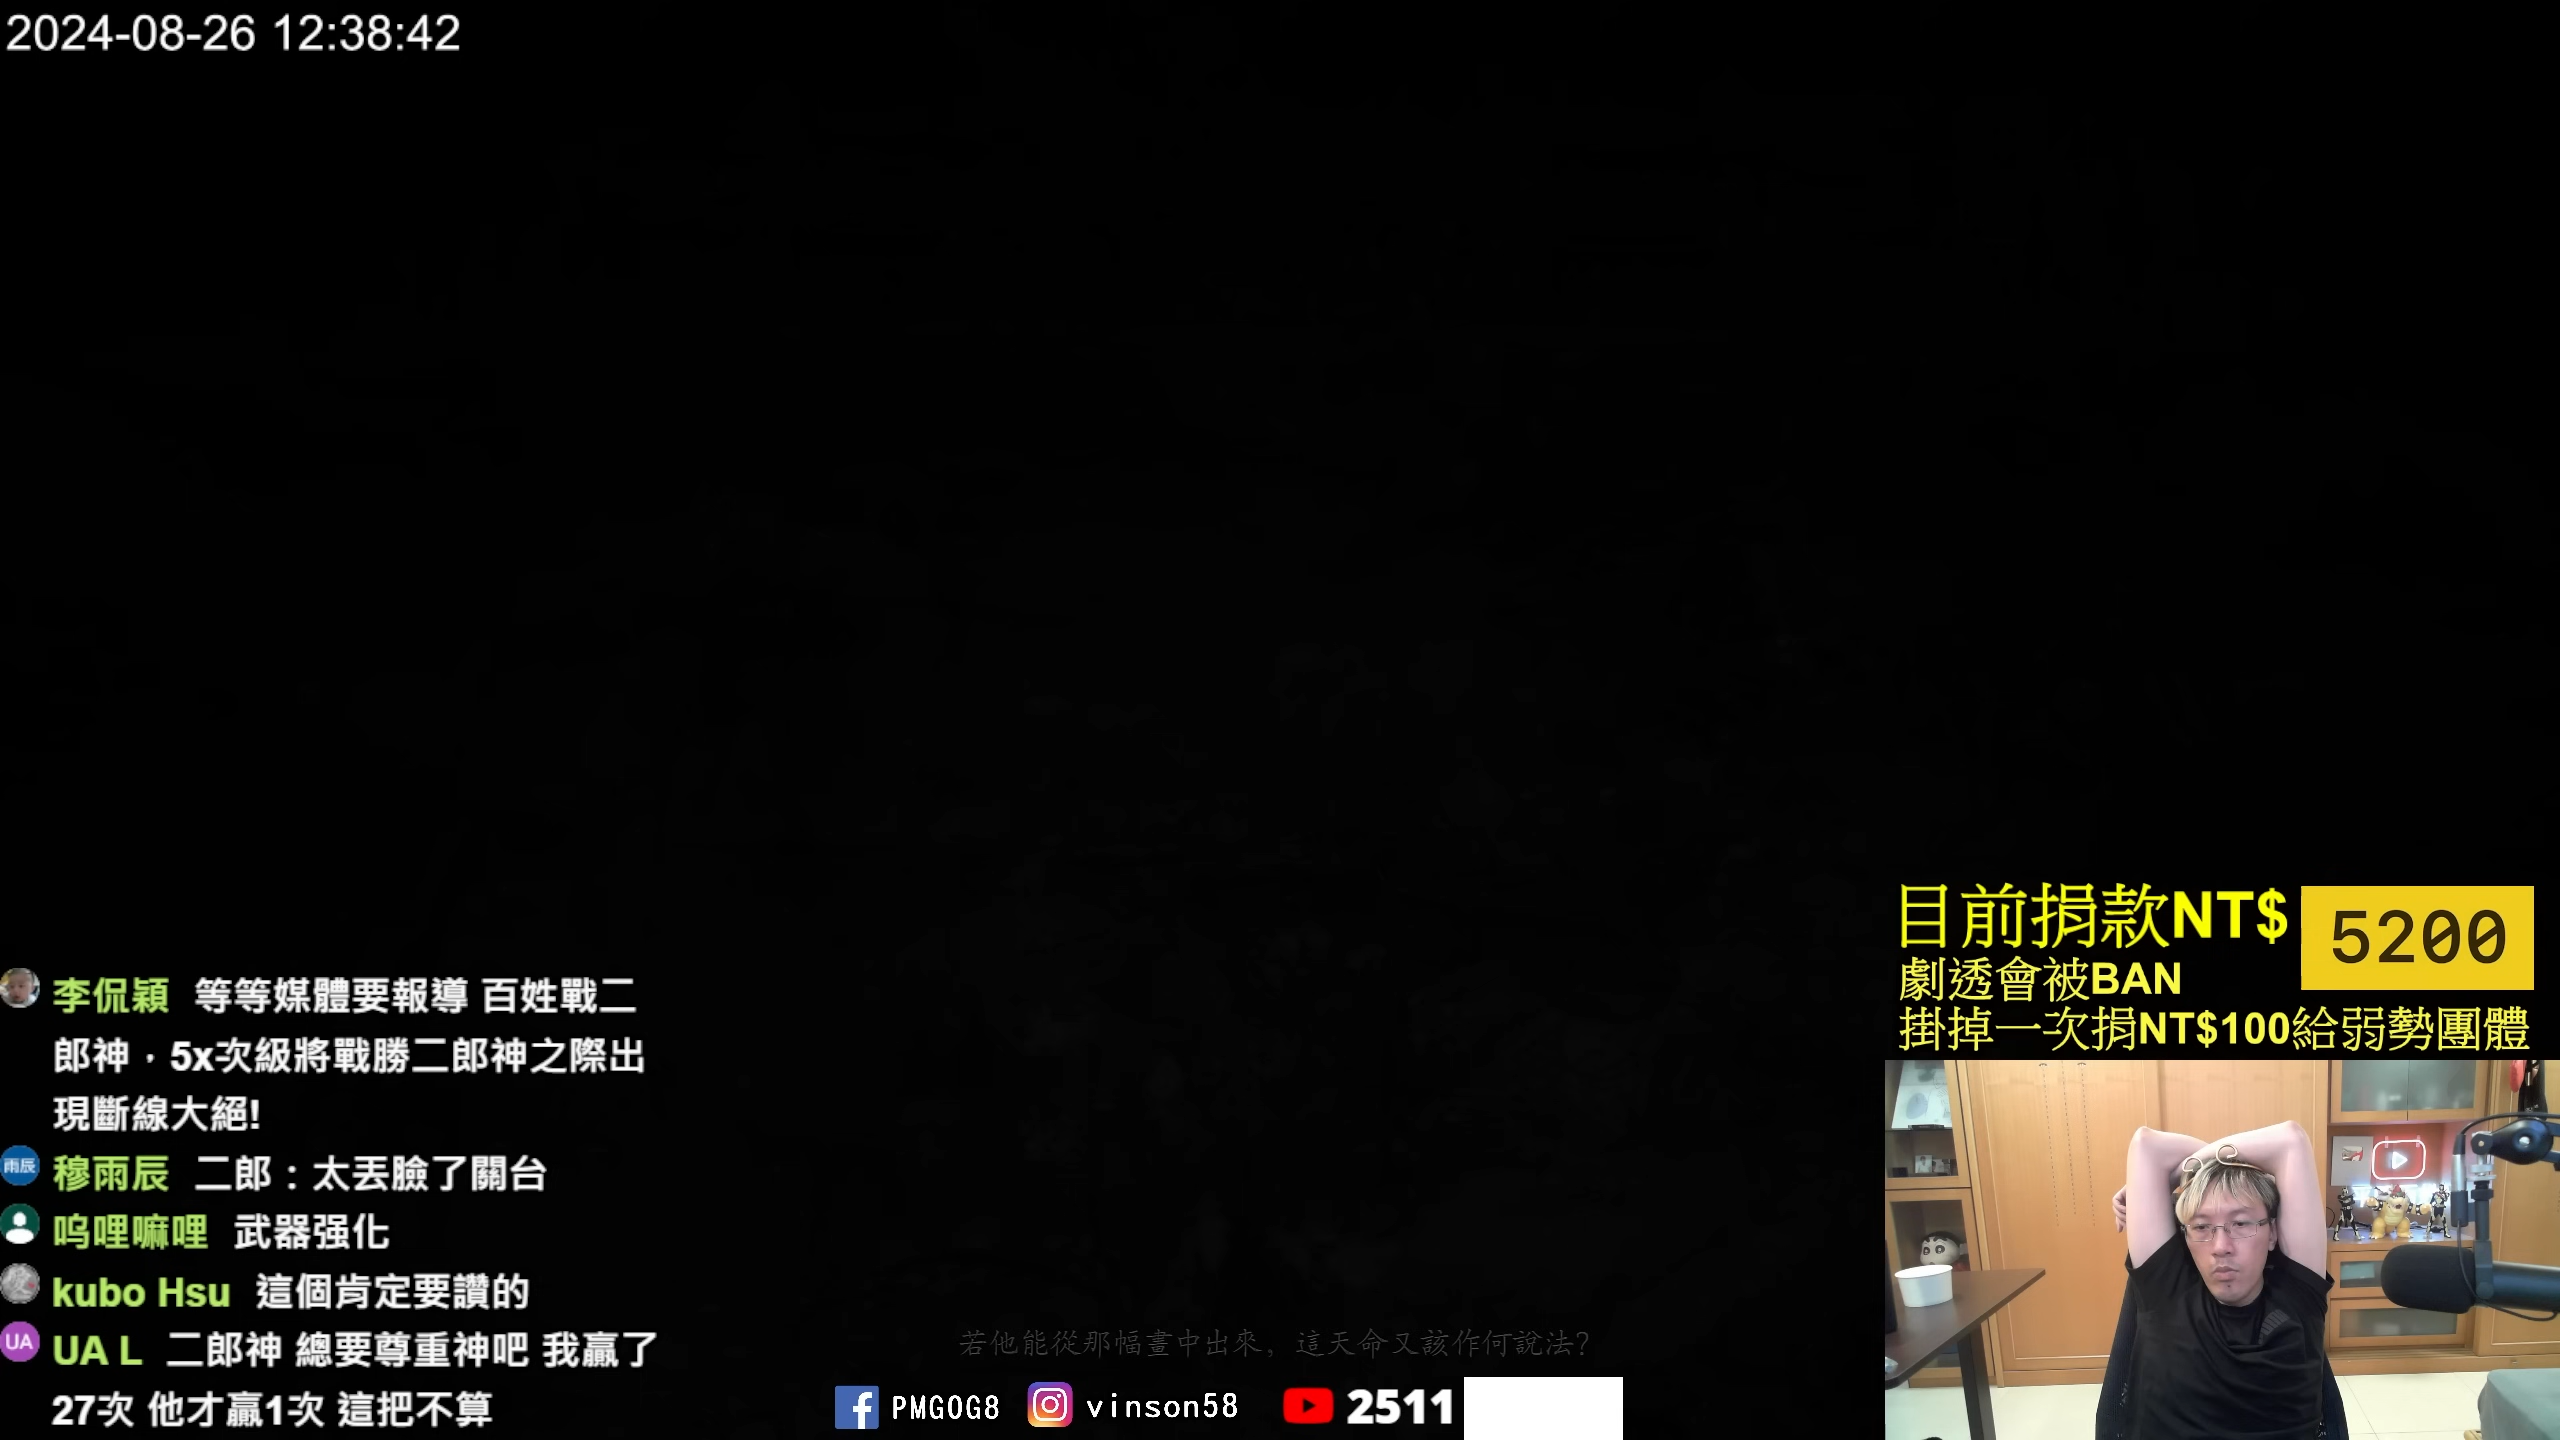 2024-08-26 12:38:42
目前捐款NT$ 5200
劇透會被BAN
掛掉一次捐NT$100給弱勢團體
李侃穎 等等媒體要報導 百姓戰二
郎神，5x次級將戰勝二郎神之際出
現斷線大絕!
雨辰 穆雨辰 二郎：太丟臉了關台
呜哩嘛哩 武器强化
kubo Hsu 這個肯定要讚的
UA UA L 二郎神 總要尊重神吧 我贏了
27次 他才贏1次 這把不算
若他能從那幅畫中出來，這天命又該作何說法?
PMGOG8 vinson58 2511